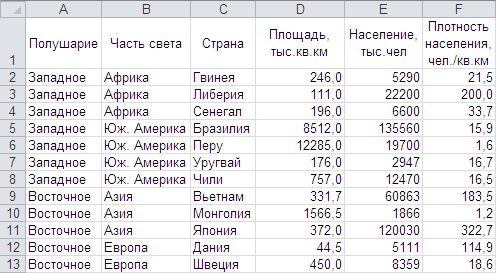 A B C D E F
1 Полушарие Часть света Страна Площадь, тыс.кв.км Население, тыс.чел Плотность населения, чел./кв.км
2 Западное Африка Гвинея 246,0 5290 21,5
3 Западное Африка Либерия 111,0 22200 200,0
4 Западное Африка Сенегал 196,0 6600 33,7
5 Западное Юж. Америка Бразилия 8512,0 135560 15,9
6 Западное Юж. Америка Перу 12285,0 19700 1,6
7 Западное Юж. Америка Уругвай 176,0 2947 16,7
8 Западное Юж. Америка Чили 757,0 12470 16,5
9 Восточное Азия Вьетнам 331,7 60863 183,5
10 Восточное Азия Монголия 1566,5 1866 1,2
11 Восточное Азия Япония 372,0 120030 322,7
12 Восточное Европа Дания 44,5 5111 114,9
13 Восточное Европа Швеция 450,0 8359 18,6